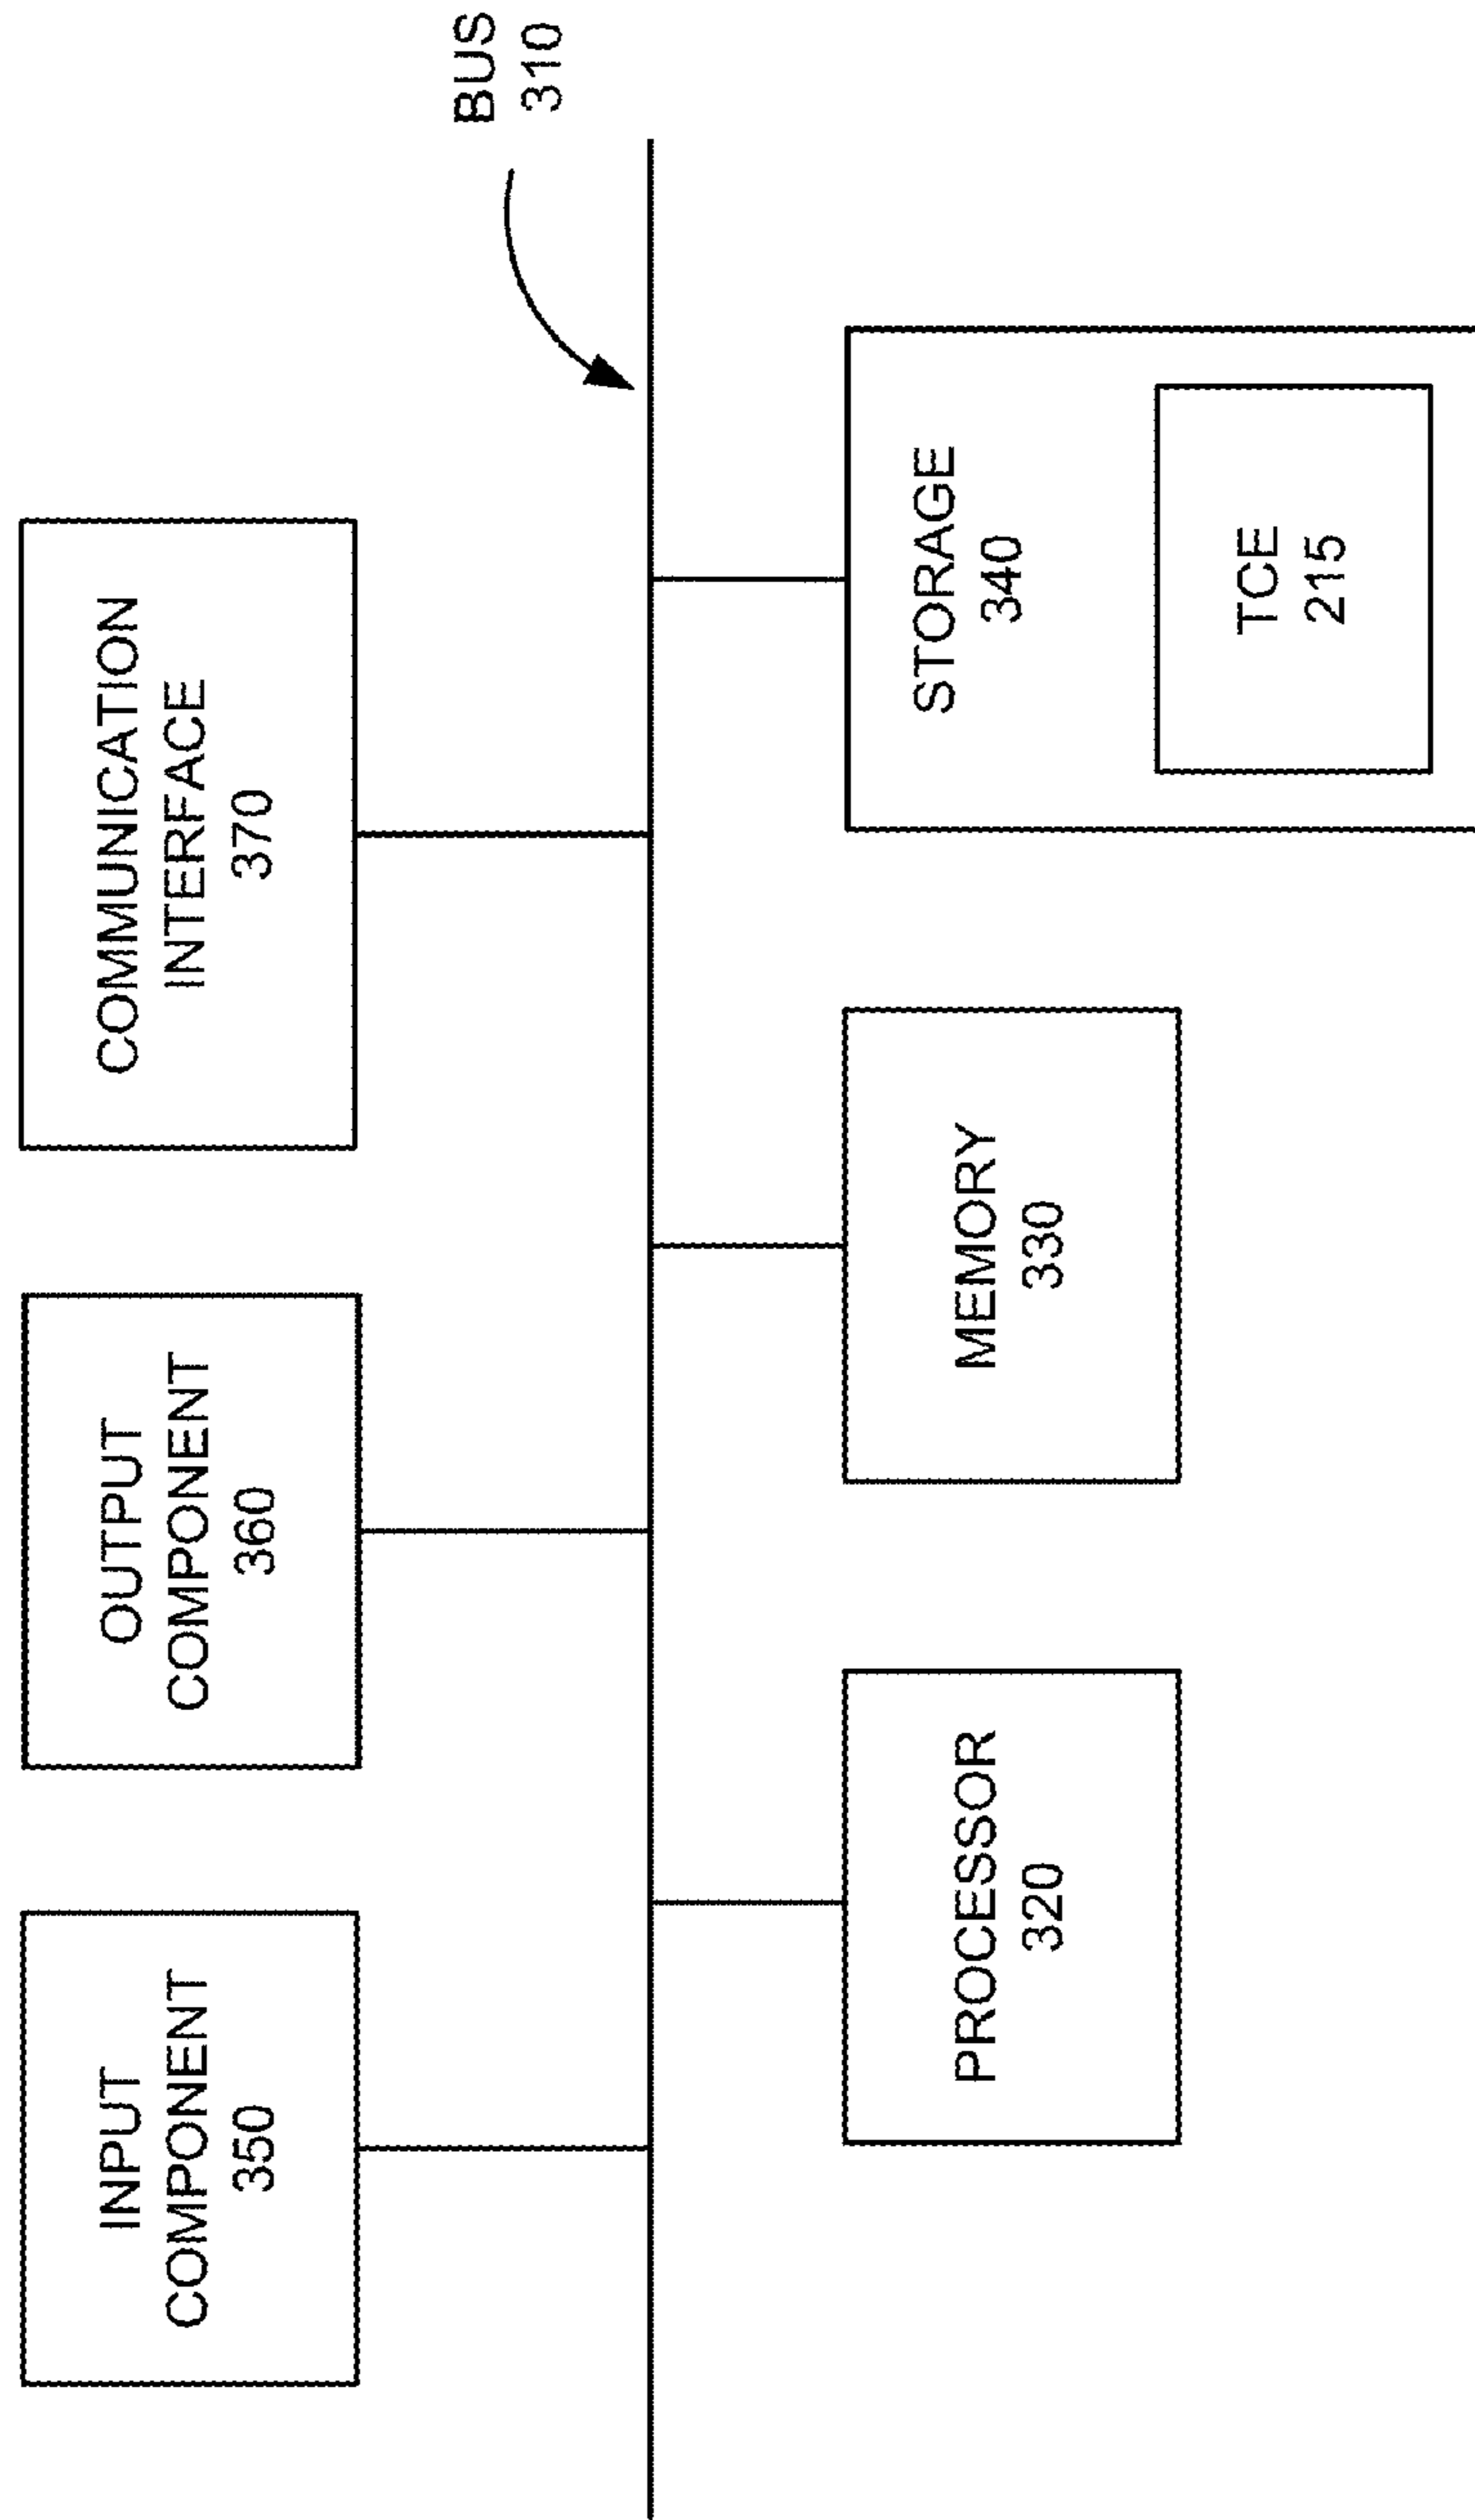 INPUT
COMPONENT
350
OUTPUT
COMPONENT
360
COMMUNICATION
INTERFACE
370
BUS
310
PROCESSOR
320
MEMORY
330
STORAGE
340
TCE
215